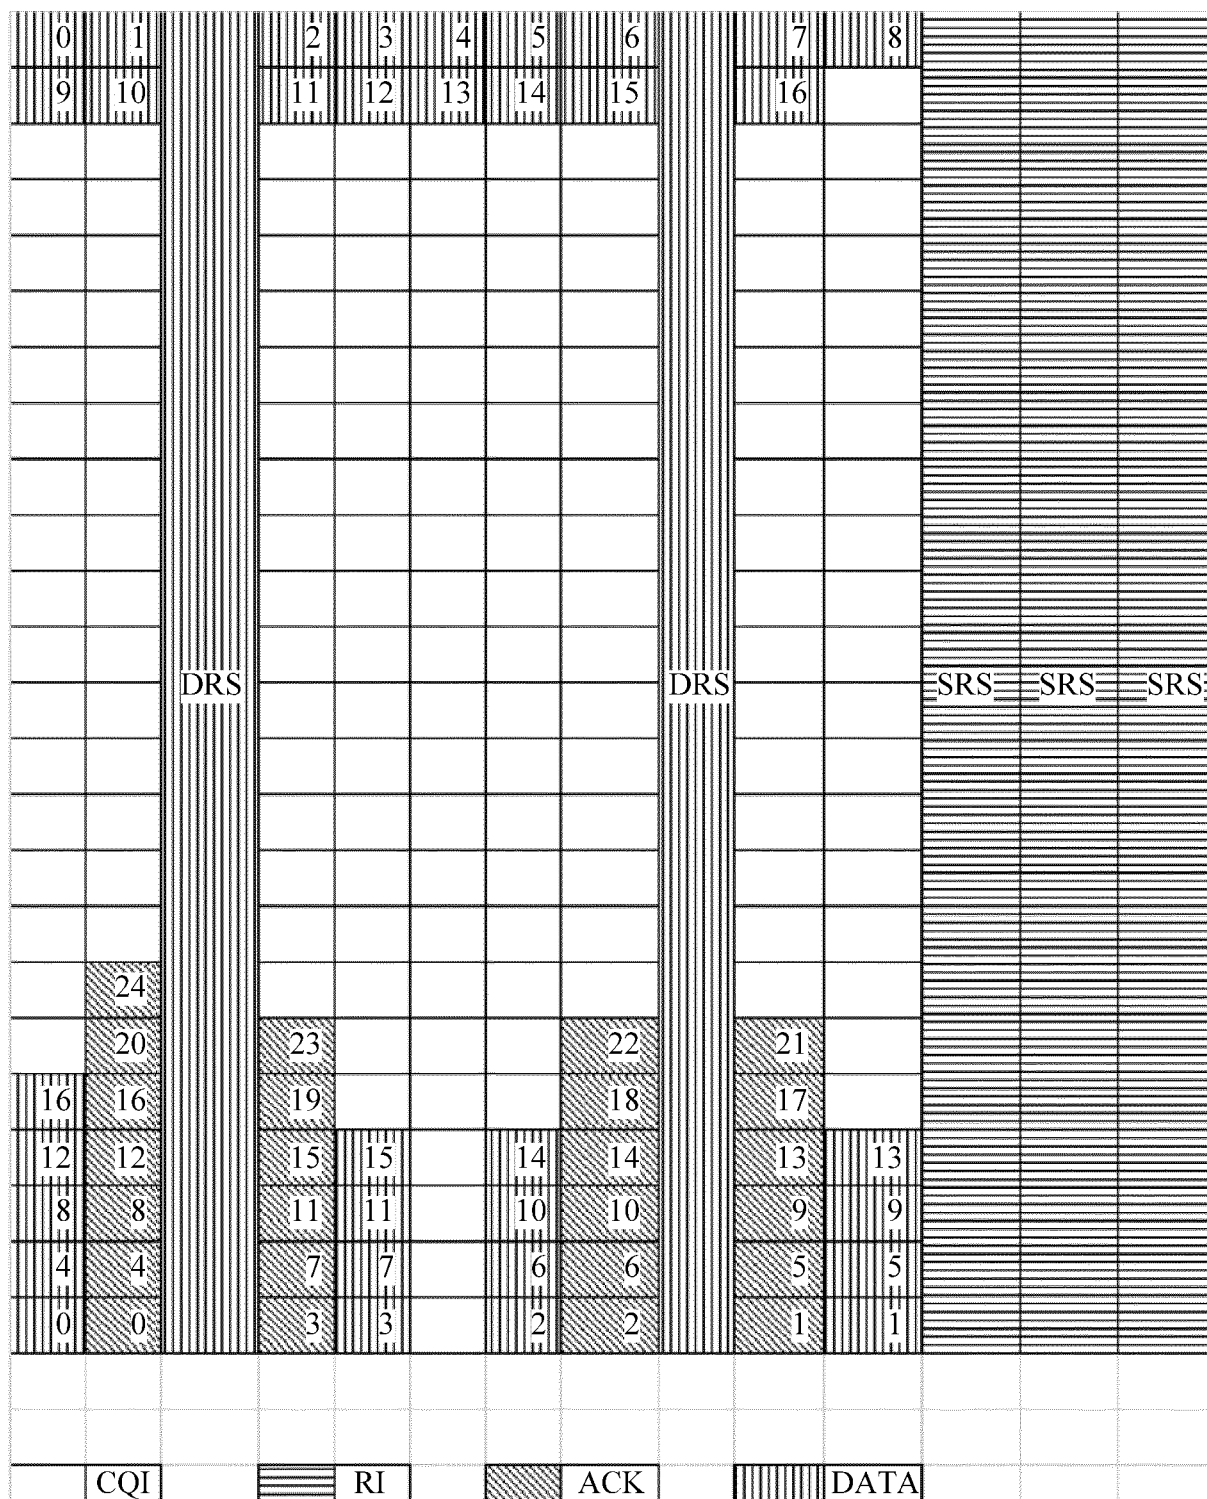 0 1 2 3 4 5 6 7 8
9 10 11 12 13 14 15 16
DRS DRS SRS SRS SRS
24
20 23 22 21
16 16 19 18 17
12 12 15 15 14 14 13 13
8 8 11 11 10 10 9 9
4 4 7 7 6 6 5 5
0 0 3 3 2 2 1 1
CQI RI ACK DATA